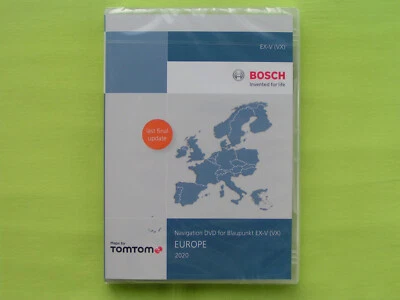 EX-V (VX)
BOSCH
Invented for life
last final
update
Maps by
TOMTOM
Navigation DVD for Blaupunkt EX-V (VX)
EUROPE
2020